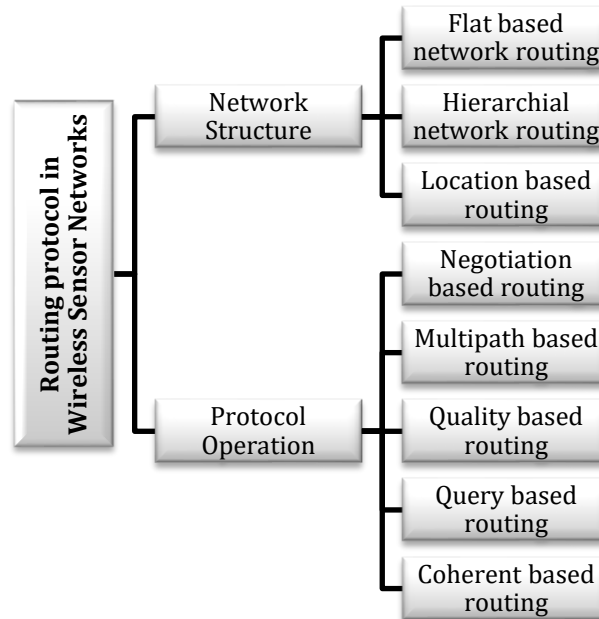 Routing protocol in
Wireless Sensor Networks
Network
Structure
Flat based
network routing
Hierarchial
network routing
Location based
routing
Protocol
Operation
Negotiation
based routing
Multipath based
routing
Quality based
routing
Query based
routing
Coherent based
routing